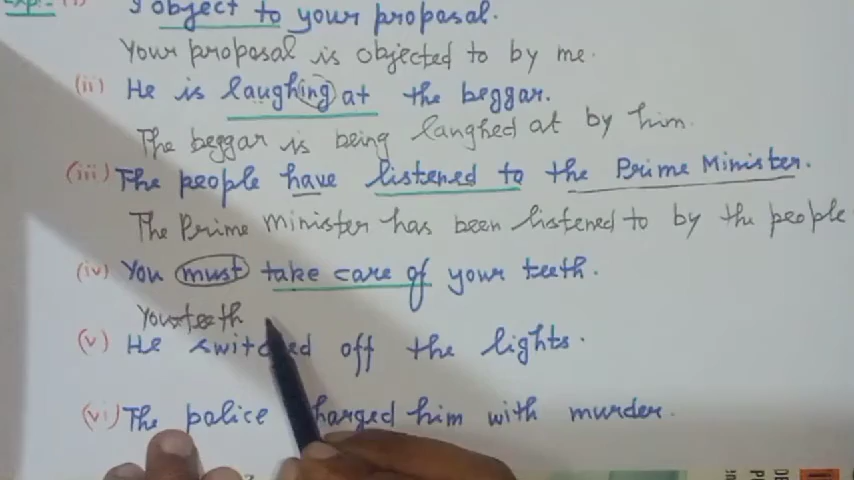 Exp:- (i) I object to your proposal.
Your proposal is objected to by me.
(ii) He is laughing at the beggar.
The beggar is being laughed at by him.
(iii) The people have listened to the Prime Minister.
The Prime Minister has been listened to by the people
(iv) You must take care of your teeth.
Your teeth
(v) He switched off the lights.
(vi) The police charged him with murder.